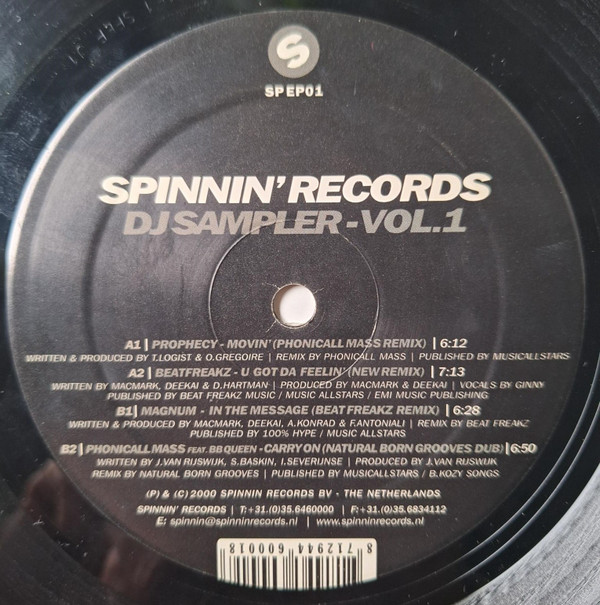 S
SPEP01
SPINNIN' RECORDS
DJ SAMPLER - VOL.1
A1 | PROPHECY - MOVIN' (PHONICALL MASS REMIX) | 6:12
WRITTEN & PRODUCED BY T.LOGIST & O.GREGOIRE | REMIX BY PHONICALL MASS | PUBLISHED BY MUSICALLSTARS
A2 | BEATFREAKZ - U GOT DA FEELIN' (NEW REMIX) | 7:13
WRITTEN BY MACMARK, DEEKAI & D.HARTMAN | PRODUCED BY MACMARK & DEEKAI | VOCALS BY GINNY
PUBLISHED BY BEAT FREAKZ MUSIC / MUSIC ALLSTARS / EMI MUSIC PUBLISHING
B1 | MAGNUM - IN THE MESSAGE (BEAT FREAKZ REMIX) | 6:28
WRITTEN & PRODUCED BY MACMARK, DEEKAI, A.KONRAD & F.ANTONIALI | REMIX BY BEAT FREAKZ
PUBLISHED BY 100% HYPE / MUSIC ALLSTARS
B2 | PHONICALL MASS FEAT. BB QUEEN - CARRY ON (NATURAL BORN GROOVES DUB) | 6:50
WRITTEN BY J.VAN RIJSWIJK, S.BASKIN, I.SEVERIJNSE | PRODUCED BY J.VAN RIJSWIJK
REMIX BY NATURAL BORN GROOVES | PUBLISHED BY MUSICALLSTARS / B.KOZY SONGS
(P) & (C) 2000 SPINNIN RECORDS BV - THE NETHERLANDS
SPINNIN' RECORDS | T:+31.(0)35.6460000 | F:+31.(0)35.6834112
E: spinnin@spinninrecords.nl | www.spinninrecords.nl
8 712944 600018